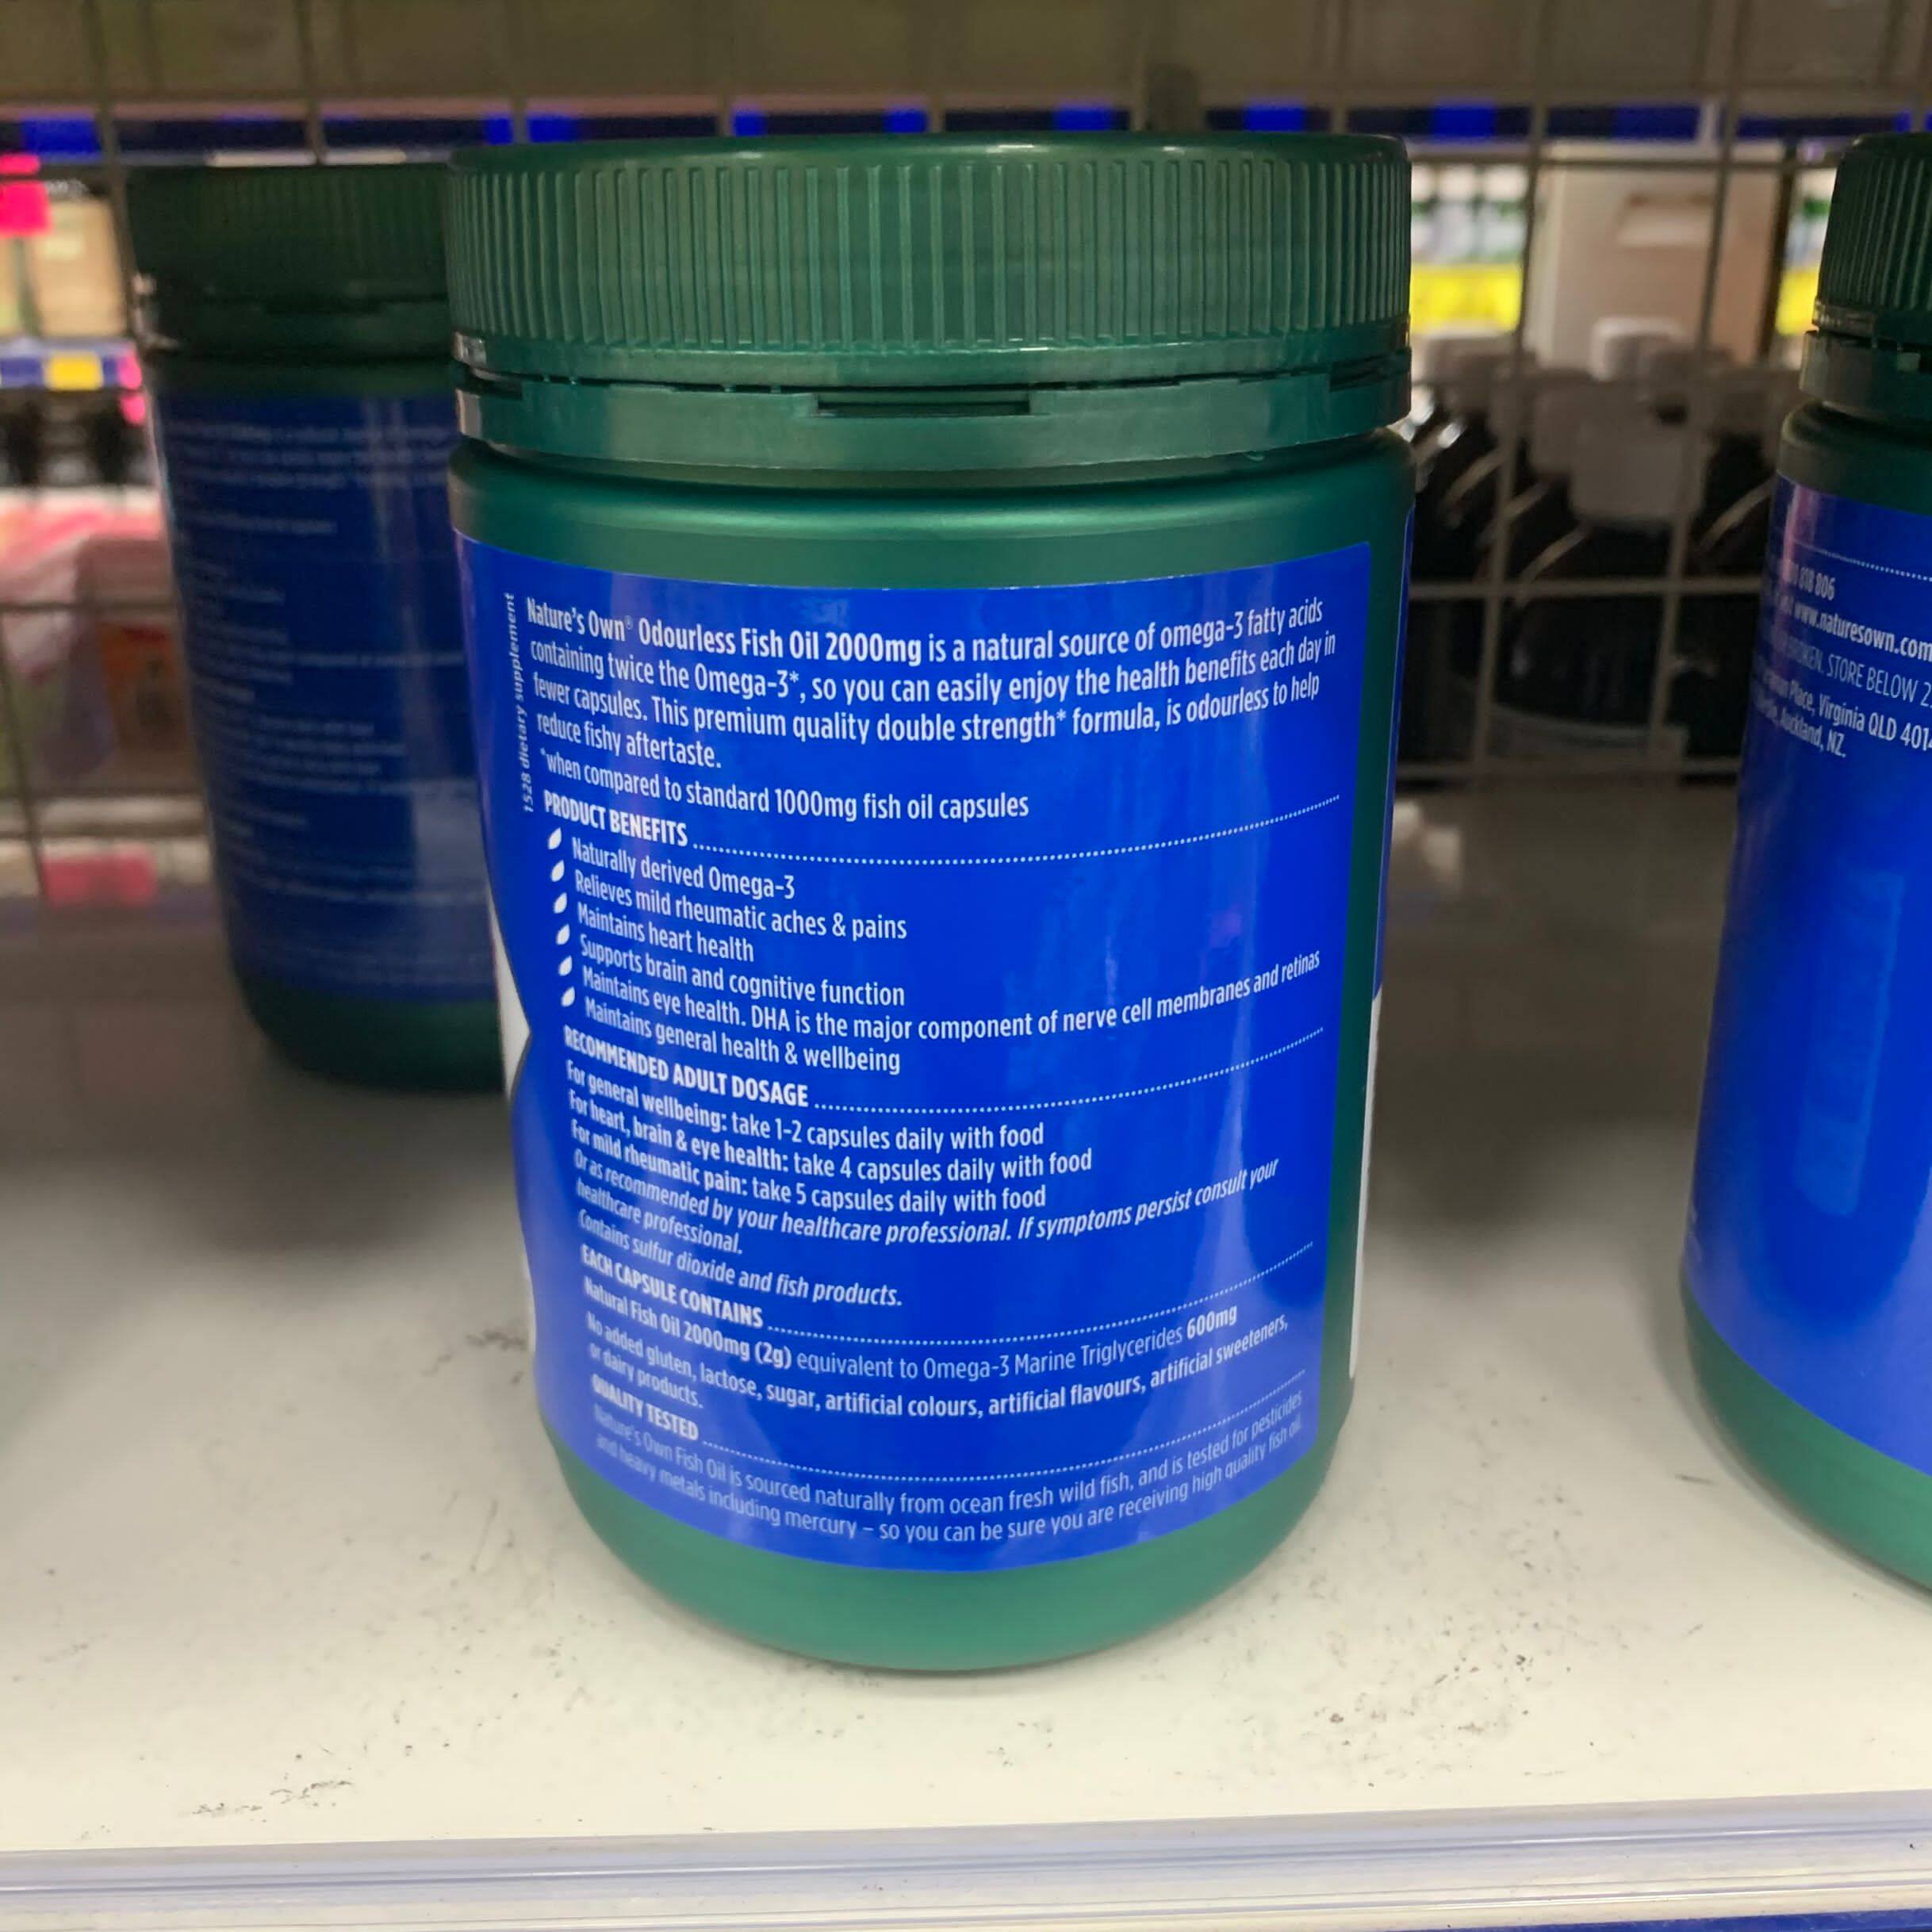 1528 dietary supplement
Nature's Own® Odourless Fish Oil 2000mg is a natural source of omega-3 fatty acids
containing twice the Omega-3*, so you can easily enjoy the health benefits each day in
fewer capsules. This premium quality double strength* formula, is odourless to help
reduce fishy aftertaste.
*when compared to standard 1000mg fish oil capsules
PRODUCT BENEFITS
Naturally derived Omega-3
Relieves mild rheumatic aches & pains
Maintains heart health
Supports brain and cognitive function
Maintains eye health. DHA is the major component of nerve cell membranes and retinas
Maintains general health & wellbeing
RECOMMENDED ADULT DOSAGE
For general wellbeing: take 1-2 capsules daily with food
For heart, brain & eye health: take 4 capsules daily with food
For mild rheumatic pain: take 5 capsules daily with food
Or as recommended by your healthcare professional. If symptoms persist consult your
healthcare professional.
Contains sulfur dioxide and fish products.
EACH CAPSULE CONTAINS
Natural Fish Oil 2000mg (2g) equivalent to Omega-3 Marine Triglycerides 600mg
No added gluten, lactose, sugar, artificial colours, artificial flavours, artificial sweeteners,
or dairy products.
QUALITY TESTED
Nature's Own Fish Oil is sourced naturally from ocean fresh wild fish, and is tested for pesticides
and heavy metals including mercury – so you can be sure you are receiving high quality fish oil.
818 806
www.naturesown.com
STORE BELOW
Place, Virginia QLD 401
Auckland, NZ.